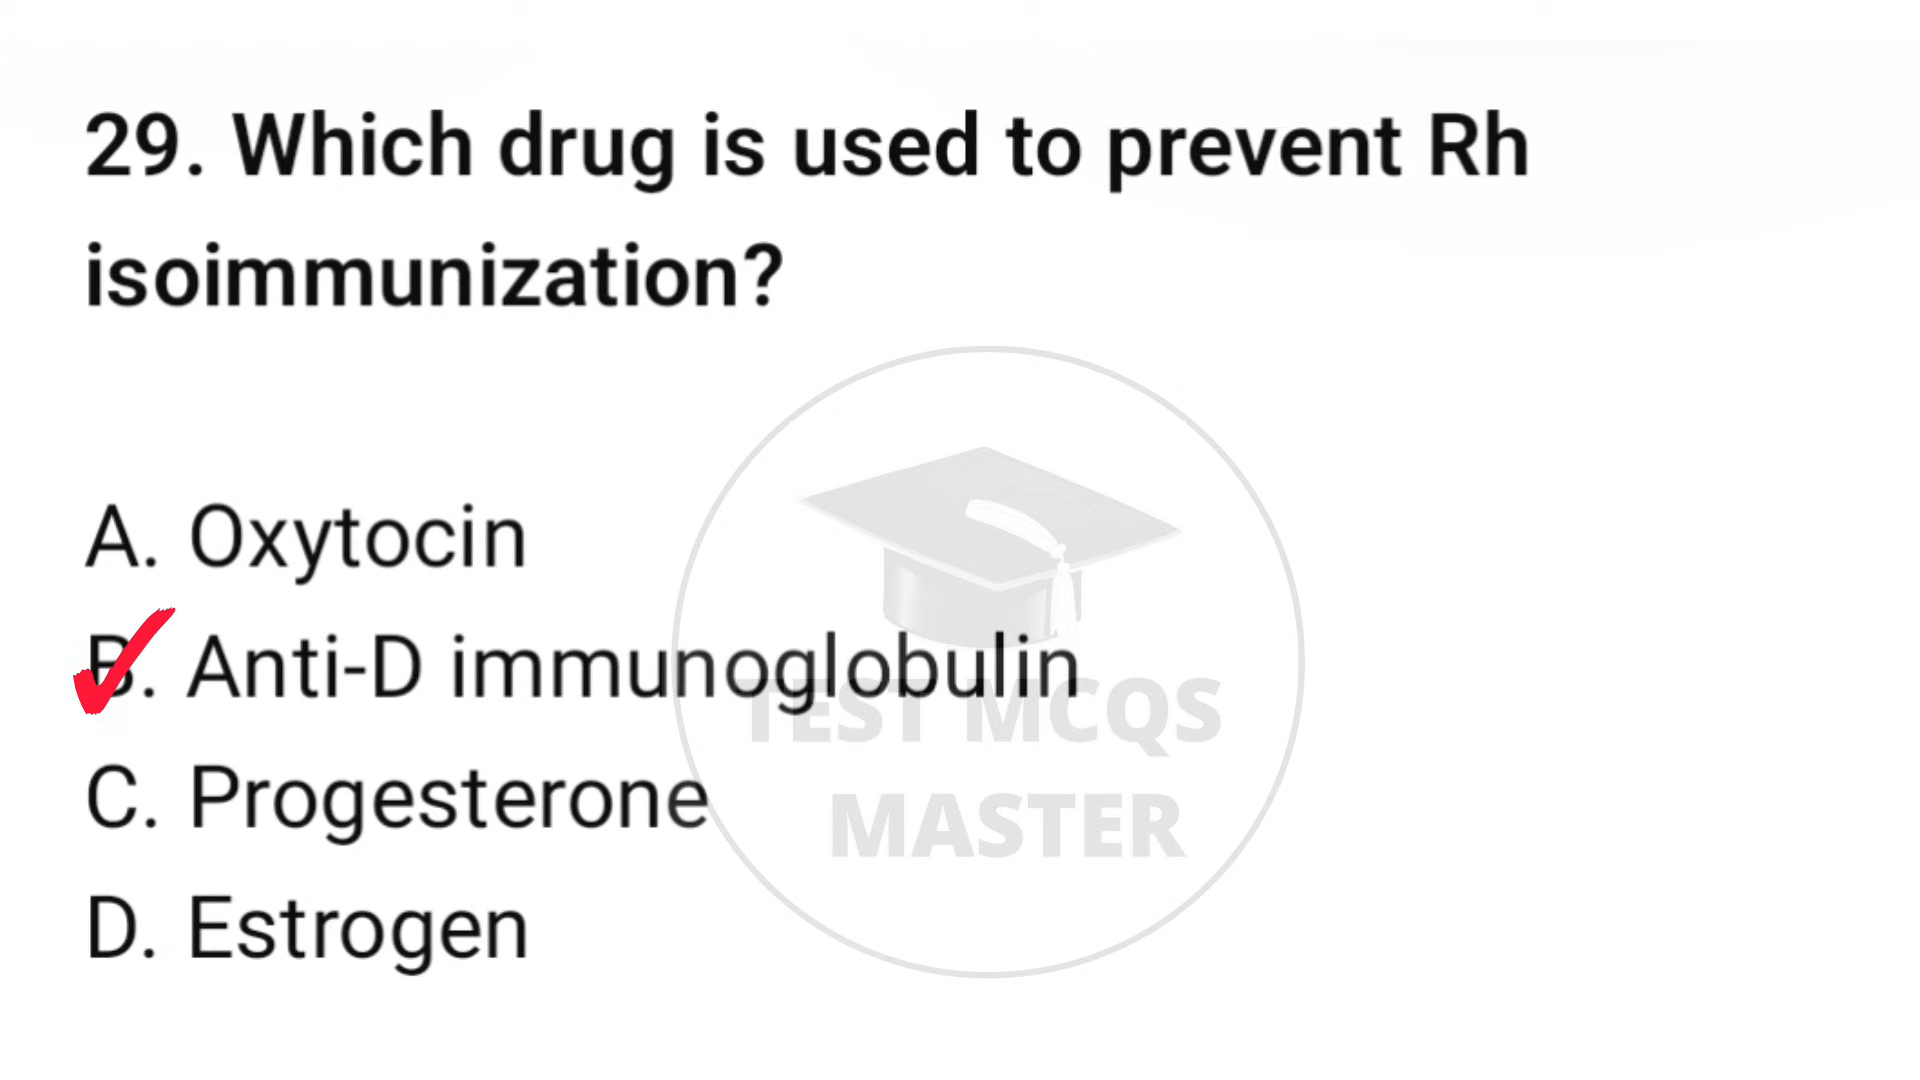 29. Which drug is used to prevent Rh
isoimmunization?
A. Oxytocin
B. Anti-D immunoglobulin
C. Progesterone
D. Estrogen
TEST MCQS
MASTER